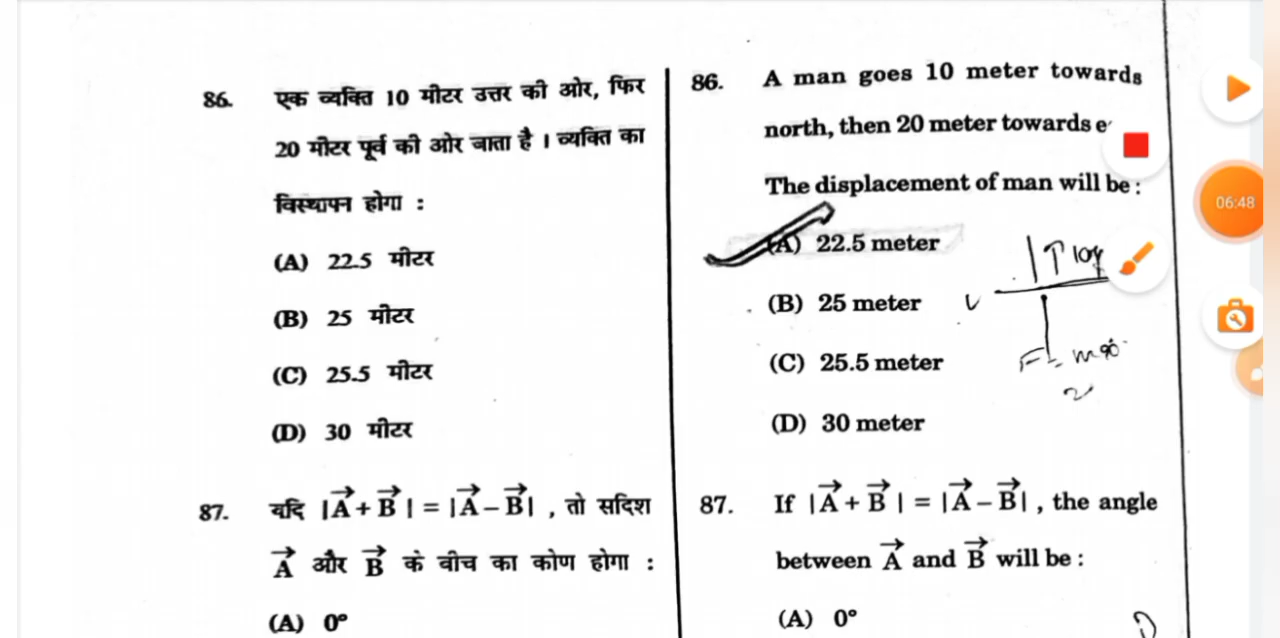 86. एक व्यक्ति 10 मीटर उत्तर की ओर, फिर
20 मीटर पूर्व की ओर जाता है । व्यक्ति का
विस्थापन होगा :
(A) 22.5 मीटर
(B) 25 मीटर
(C) 25.5 मीटर
(D) 30 मीटर
87. यदि |A⃗ + B⃗| = |A⃗ – B⃗| , तो सदिश
A⃗ और B⃗ के बीच का कोण होगा :
(A) 0°
86. A man goes 10 meter towards
north, then 20 meter towards
The displacement of man will be :
(A) 22.5 meter
(B) 25 meter
(C) 25.5 meter
(D) 30 meter
87. If |A⃗ + B⃗| = |A⃗ – B⃗| , the angle
between A⃗ and B⃗ will be :
(A) 0°
06:48